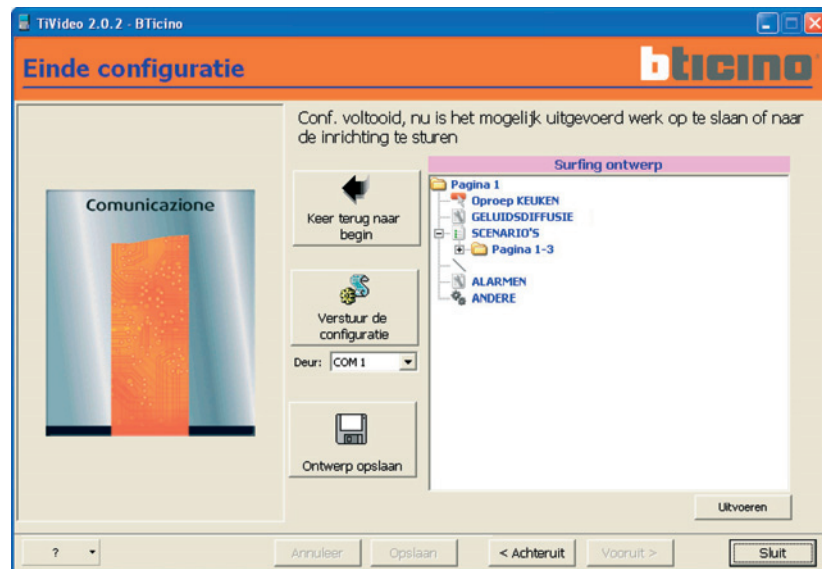 TiVideo 2.0.2 - BTicino
Einde configuratie
bticino
Conf. voltooid, nu is het mogelijk uitgevoerd werk op te slaan of naar
de inrichting te sturen
Comunicazione
Keer terug naar
begin
Verstuur de
configuratie
Deur: COM 1
Ontwerp opslaan
Surfing ontwerp
Pagina 1
Oproep KEUKEN
GELUIDSDIFFUSIE
SCENARIO'S
Pagina 1-3
ALARMEN
ANDERE
Uitvoeren
?
Annuleer
Opslaan
< Achteruit
Vooruit >
Sluit